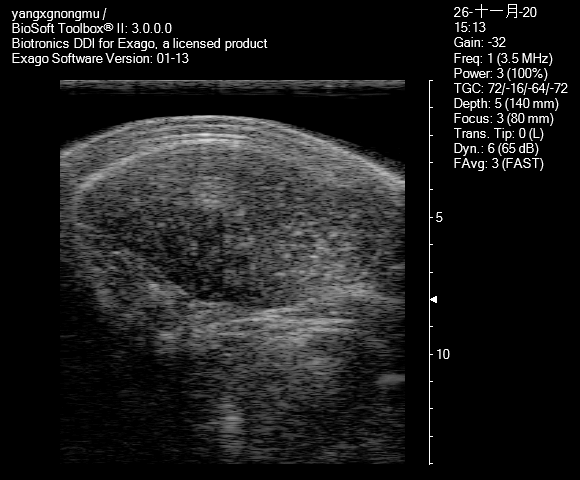 yangxgnongmu /
BioSoft Toolbox® II: 3.0.0.0
Biotronics DDI for Exago, a licensed product
Exago Software Version: 01-13
26-十一月-20
15:13
Gain: -32
Freq: 1 (3.5 MHz)
Power: 3 (100%)
TGC: 72/-16/-64/-72
Depth: 5 (140 mm)
Focus: 3 (80 mm)
Trans. Tip: 0 (L)
Dyn.: 6 (65 dB)
FAvg: 3 (FAST)
5
10